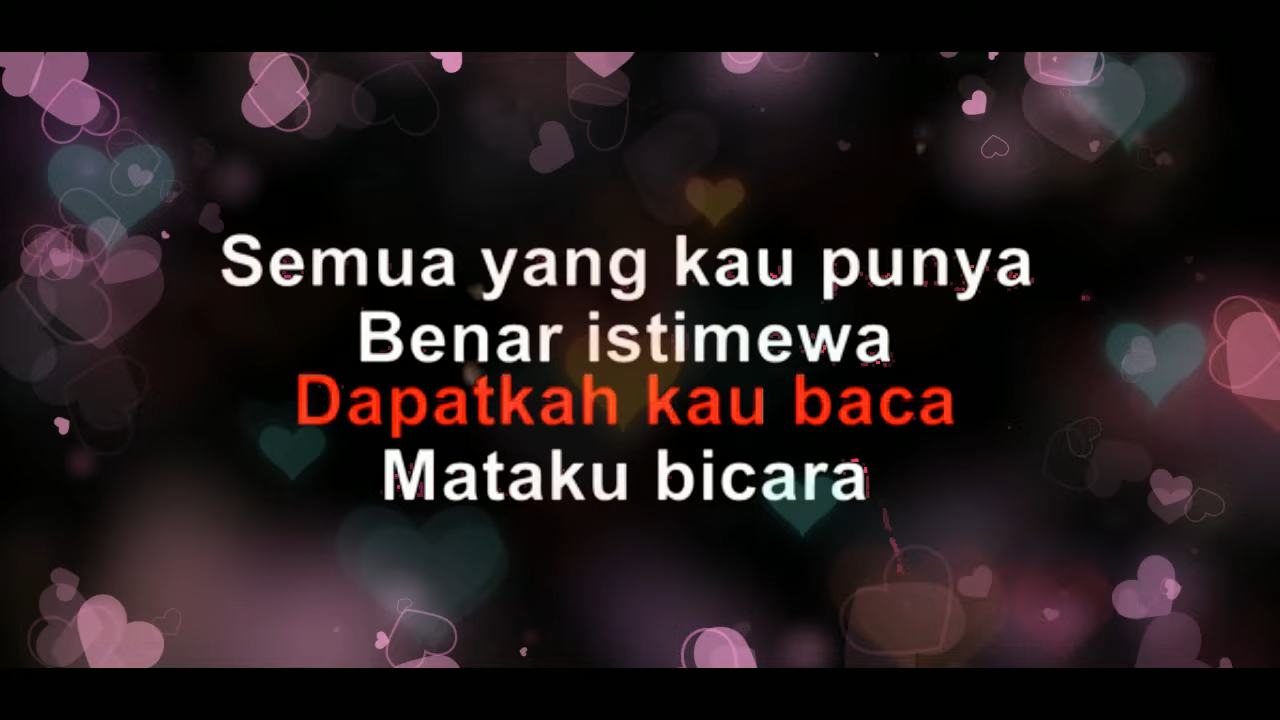 Semua yang kau punya
Benar istimewa
Dapatkah kau baca
Mataku bicara